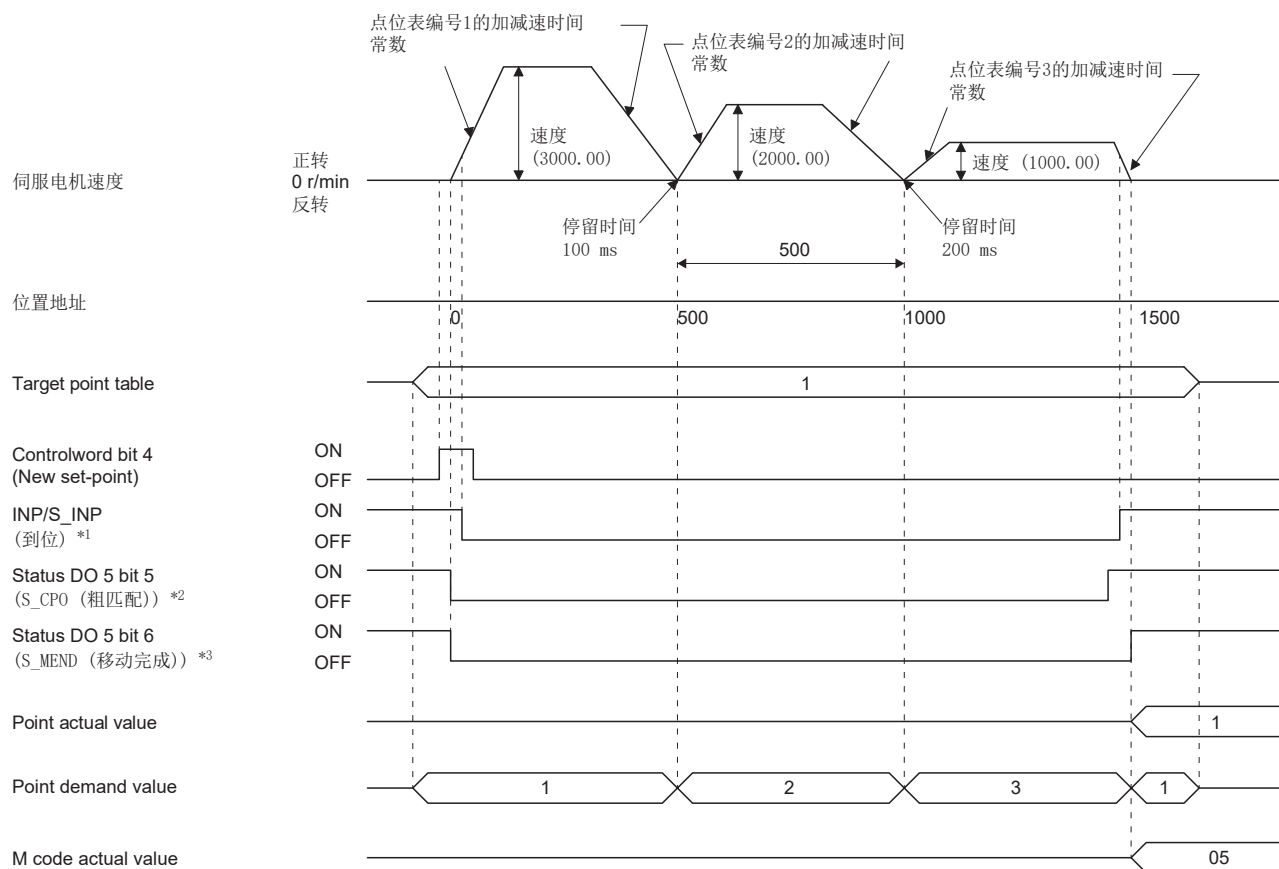 点位表编号1的加减速时间
常数
点位表编号2的加减速时间
常数
点位表编号3的加减速时间
常数
伺服电机速度
正转
0 r/min
反转
速度
(3000.00)
速度
(2000.00)
速度 (1000.00)
停留时间
100 ms
停留时间
200 ms
500
位置地址
0
500
1000
1500
Target point table
1
Controlword bit 4
(New set-point)
ON
OFF
INP/S_INP
(到位) *1
ON
OFF
Status DO 5 bit 5
(S_CPO (粗匹配)) *2
ON
OFF
Status DO 5 bit 6
(S_MEND (移动完成)) *3
ON
OFF
Point actual value
1
Point demand value
1
2
3
1
M code actual value
05